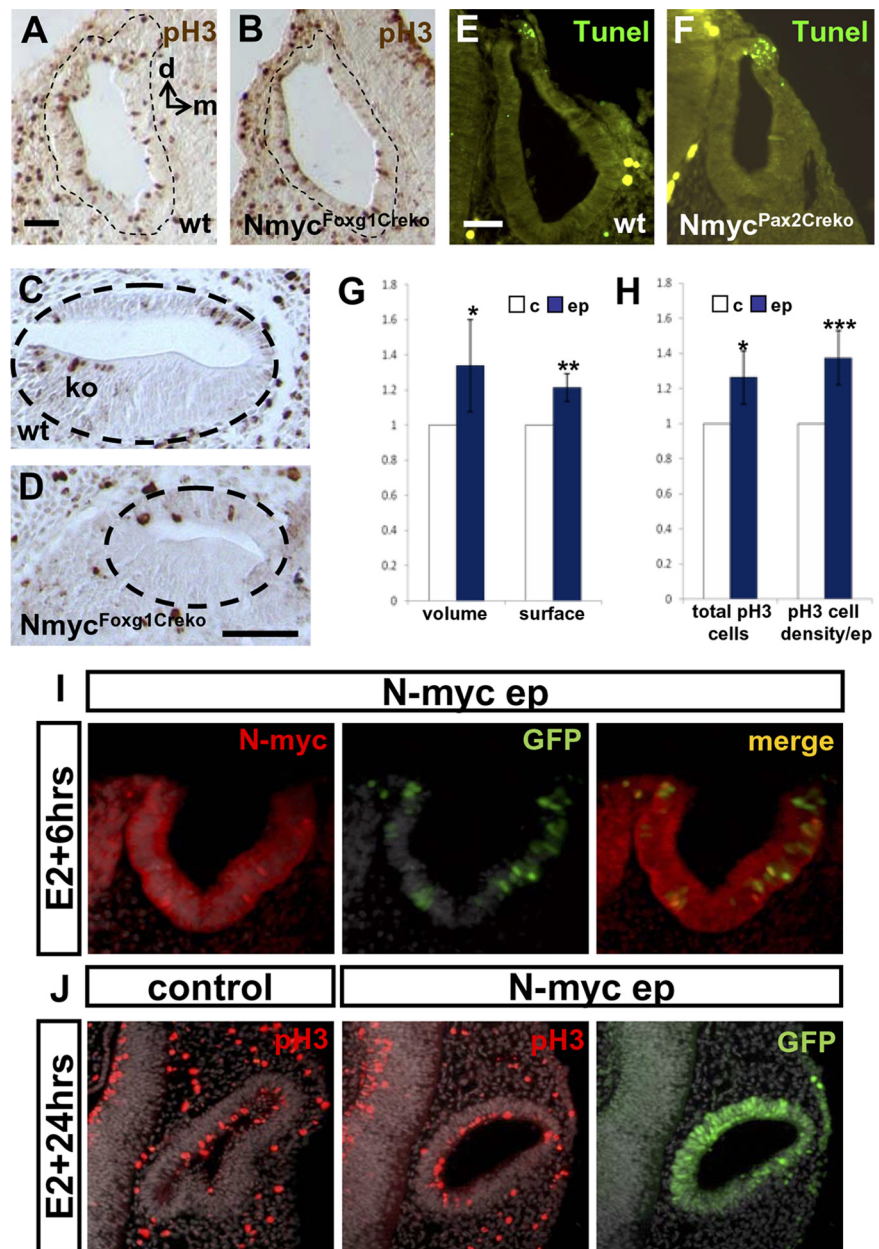 A
pH3
d
m
wt
B
pH3
Nmyc^Foxg1Creko
E
Tunel
wt
F
Tunel
Nmyc^Pax2Creko
C
ko
wt
D
Nmyc^Foxg1Creko
G
1.8
1.6
1.4
1.2
1
0.8
0.6
0.4
0.2
0
c
ep
*
**
volume
surface
H
1.8
1.6
1.4
1.2
1
0.8
0.6
0.4
0.2
0
c
ep
*
***
total pH3
cells
pH3 cell
density/ep
I
N-myc ep
E2+6hrs
N-myc
GFP
merge
J
control
N-myc ep
E2+24hrs
pH3
pH3
GFP